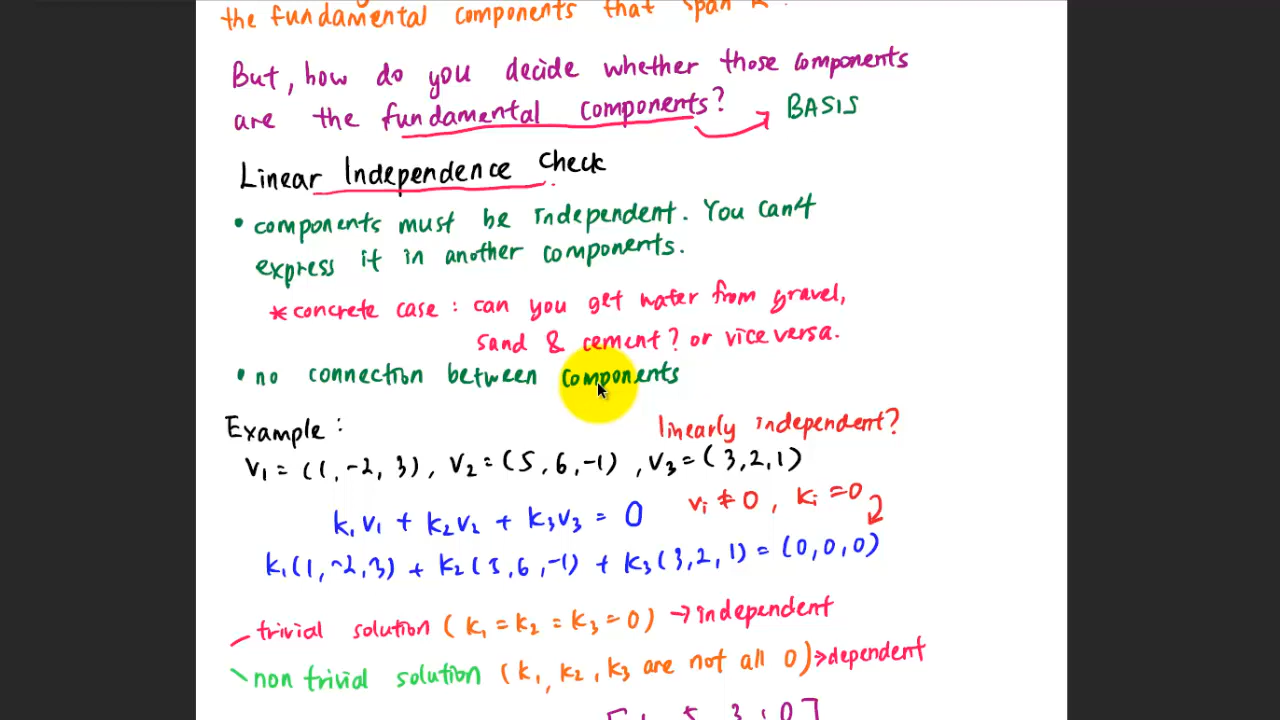 the fundamental components that span
But, how do you decide whether those components
are the fundamental components? BASIS
Linear Independence Check
• components must be independent. You can't
express it in another components.
* concrete case : can you get water from gravel,
sand & cement? or vice versa.
• no connection between components
Example :
linearly independent?
V₁ = (1, -2, 3), V₂ = (5, 6, -1), V₃ = (3, 2, 1)
k₁v₁ + k₂v₂ + k₃v₃ = 0
vi ≠ 0, ki = 0
k₁(1, -2, 3) + k₂(5, 6, -1) + k₃(3, 2, 1) = (0, 0, 0)
trivial solution (k₁ = k₂ = k₃ = 0) → independent
non trivial solution (k₁, k₂, k₃ are not all 0) → dependent